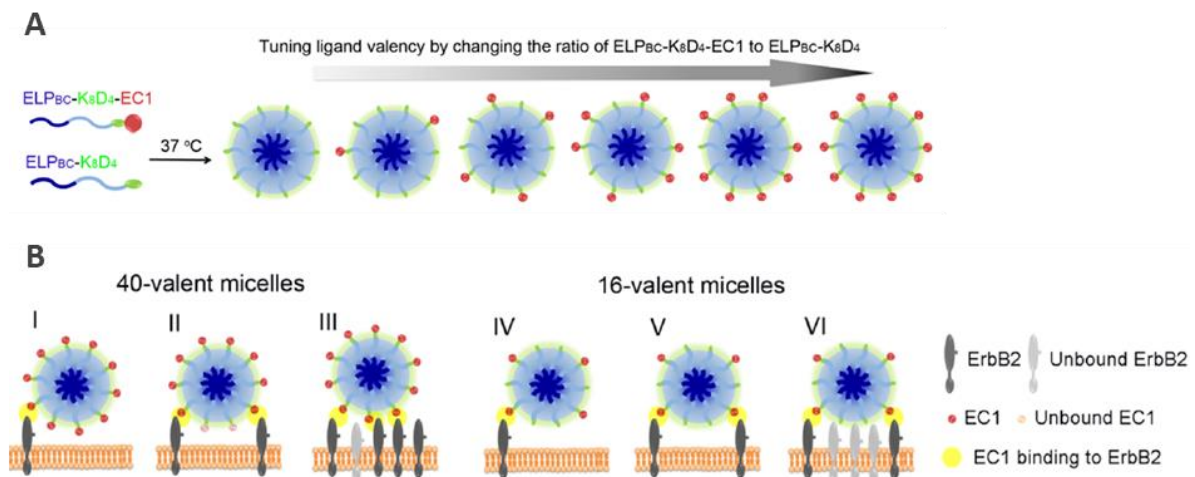 A
Tuning ligand valency by changing the ratio of ELPBC-K8D4-EC1 to ELPBC-K8D4
ELPBC-K8D4-EC1
37 ºC
ELPBC-K8D4
B
40-valent micelles
16-valent micelles
I
II
III
IV
V
VI
ErbB2
Unbound ErbB2
EC1
Unbound EC1
EC1 binding to ErbB2